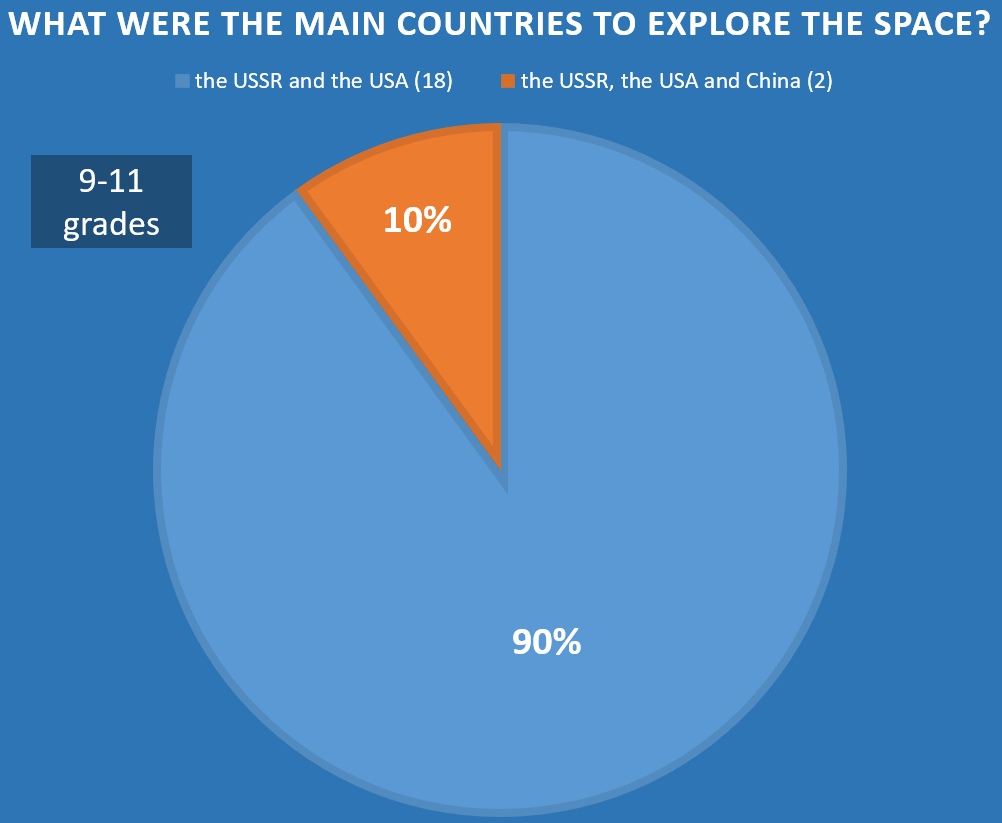 WHAT WERE THE MAIN COUNTRIES TO EXPLORE THE SPACE?
the USSR and the USA (18)
the USSR, the USA and China (2)
9-11
grades
10%
90%